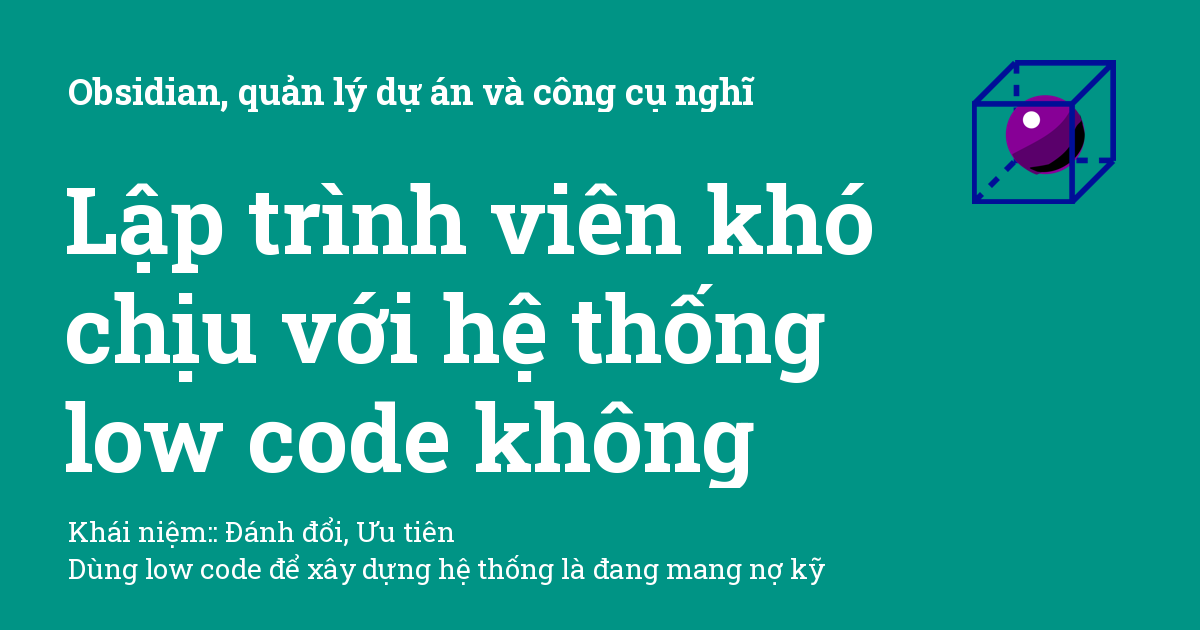 Obsidian, quản lý dự án và công cụ nghĩ
Lập trình viên khó
chịu với hệ thống
low code không
Khái niệm:: Đánh đổi, Ưu tiên
Dùng low code để xây dựng hệ thống là đang mang nợ kỹ